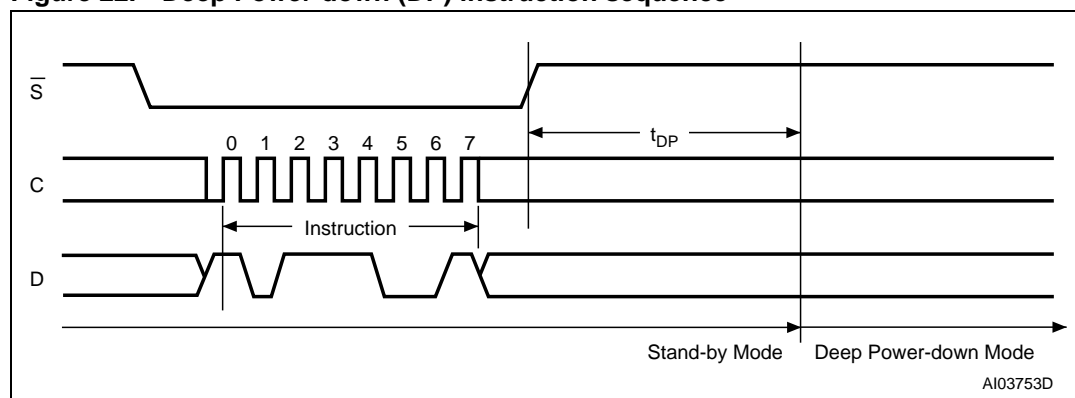 Figure 22. Deep Power-down (DP) instruction sequence
S
0 1 2 3 4 5 6 7
tDP
C
Instruction
D
Stand-by Mode
Deep Power-down Mode
AI03753D